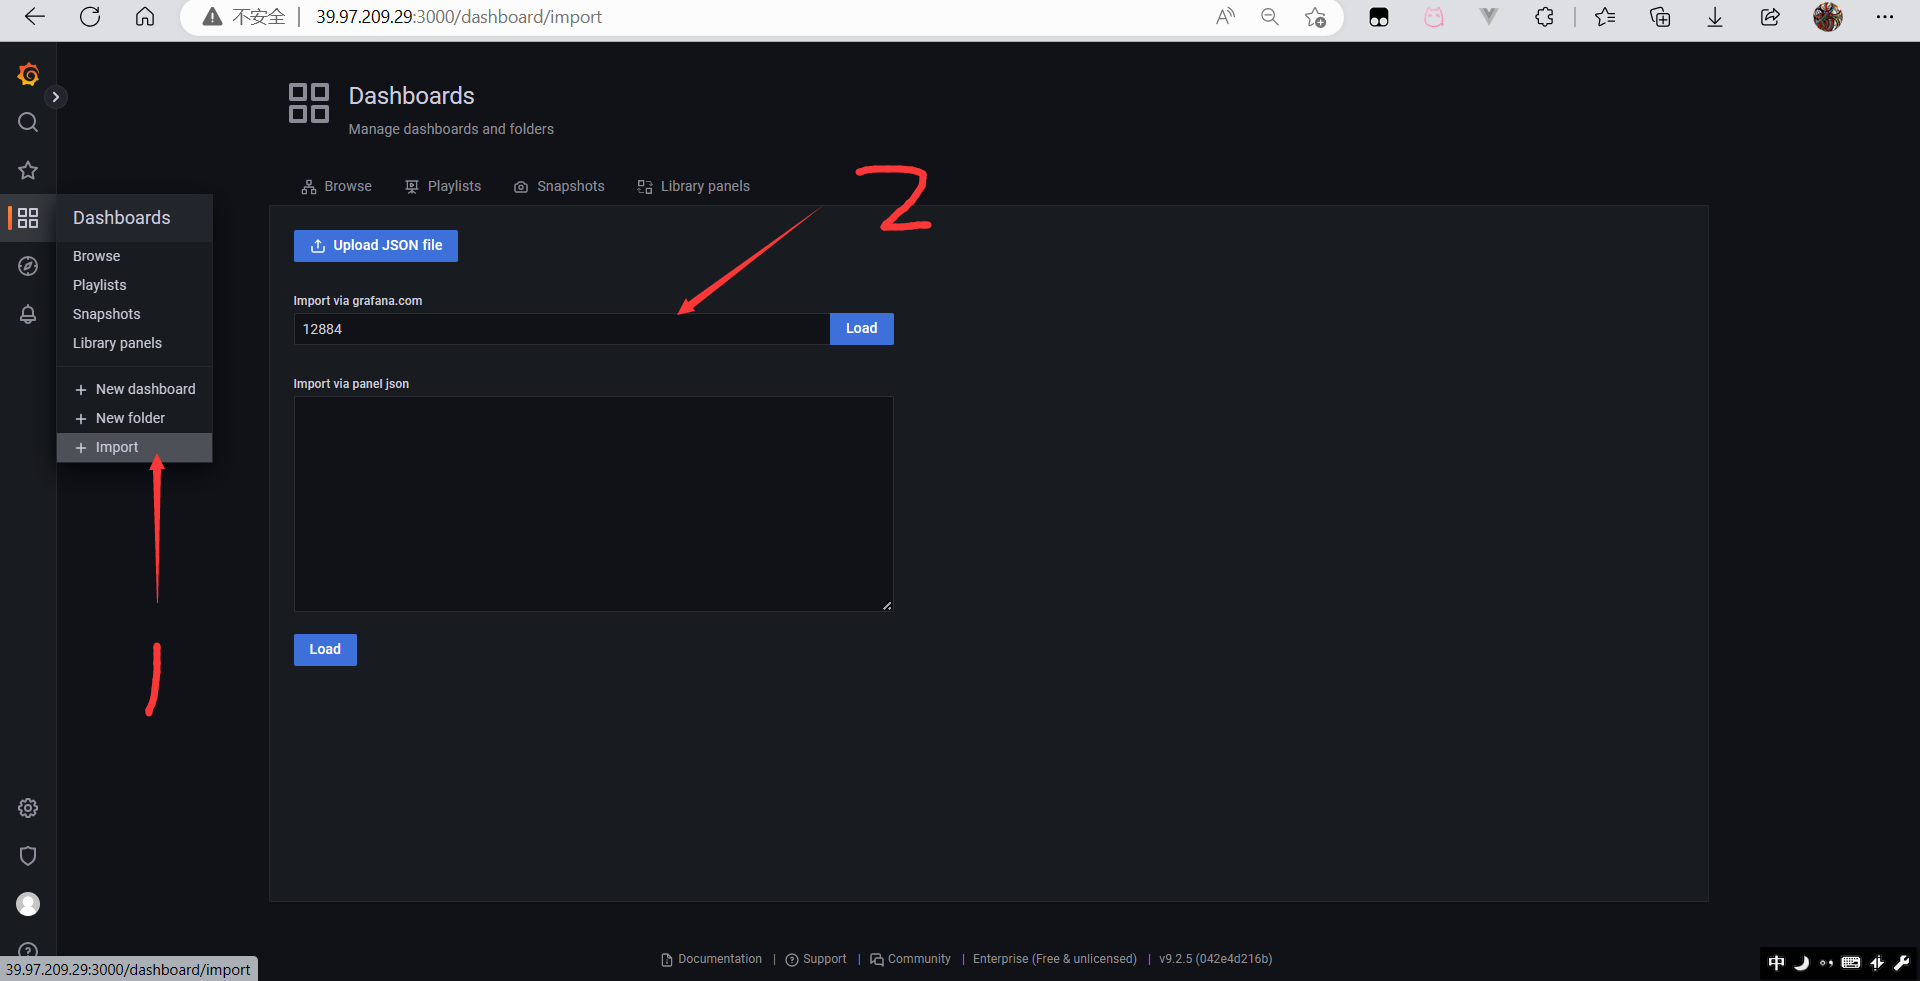 不安全 39.97.209.29:3000/dashboard/import
Dashboards
Manage dashboards and folders
Browse Playlists Snapshots Library panels
2
Dashboards
Browse
Playlists
Snapshots
Library panels
+ New dashboard
+ New folder
+ Import
1
Upload JSON file
Import via grafana.com
12884 Load
Import via panel json
Load
Documentation | Support | Community | Enterprise (Free & unlicensed) | v9.2.5 (042e4d216b)
39.97.209.29:3000/dashboard/import
中